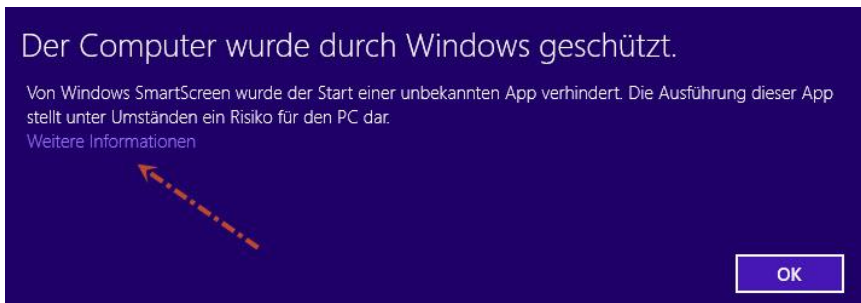 Der Computer wurde durch Windows geschützt.
Von Windows SmartScreen wurde der Start einer unbekannten App verhindert. Die Ausführung dieser App
stellt unter Umständen ein Risiko für den PC dar.
Weitere Informationen
OK